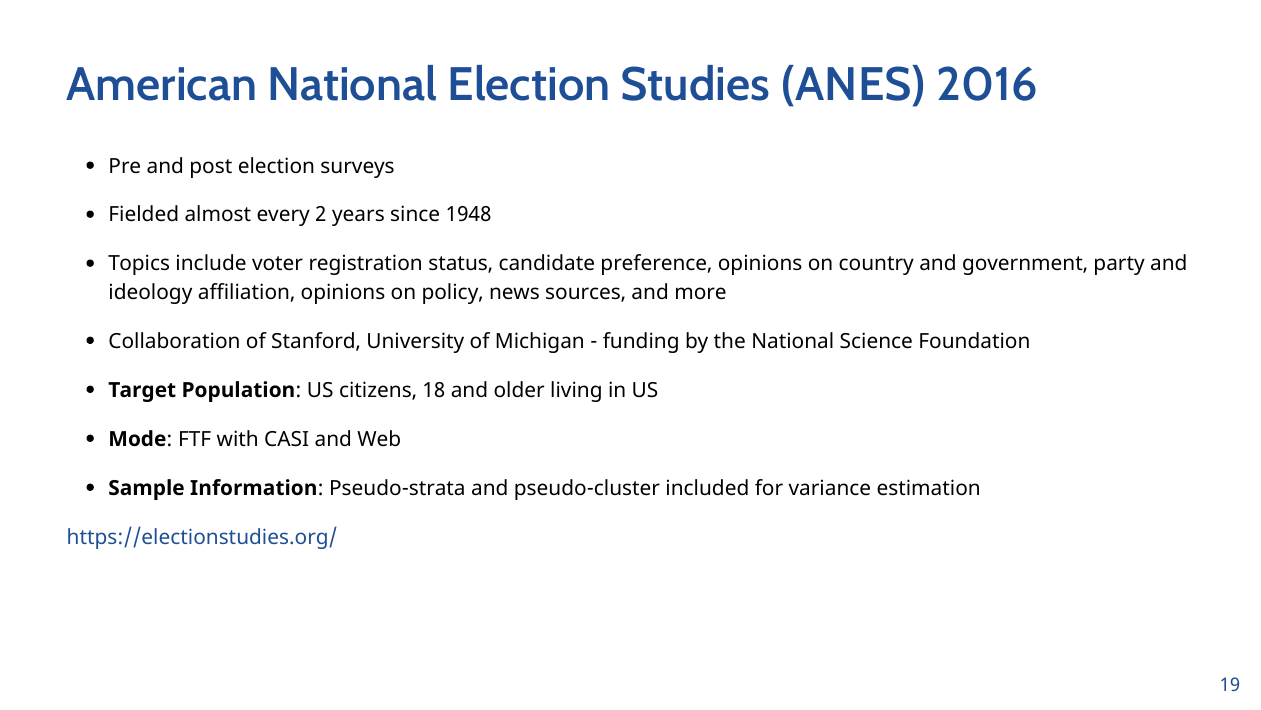 American National Election Studies (ANES) 2016
• Pre and post election surveys
• Fielded almost every 2 years since 1948
• Topics include voter registration status, candidate preference, opinions on country and government, party and
ideology affiliation, opinions on policy, news sources, and more
• Collaboration of Stanford, University of Michigan - funding by the National Science Foundation
• Target Population: US citizens, 18 and older living in US
• Mode: FTF with CASI and Web
• Sample Information: Pseudo-strata and pseudo-cluster included for variance estimation
https://electionstudies.org/
19